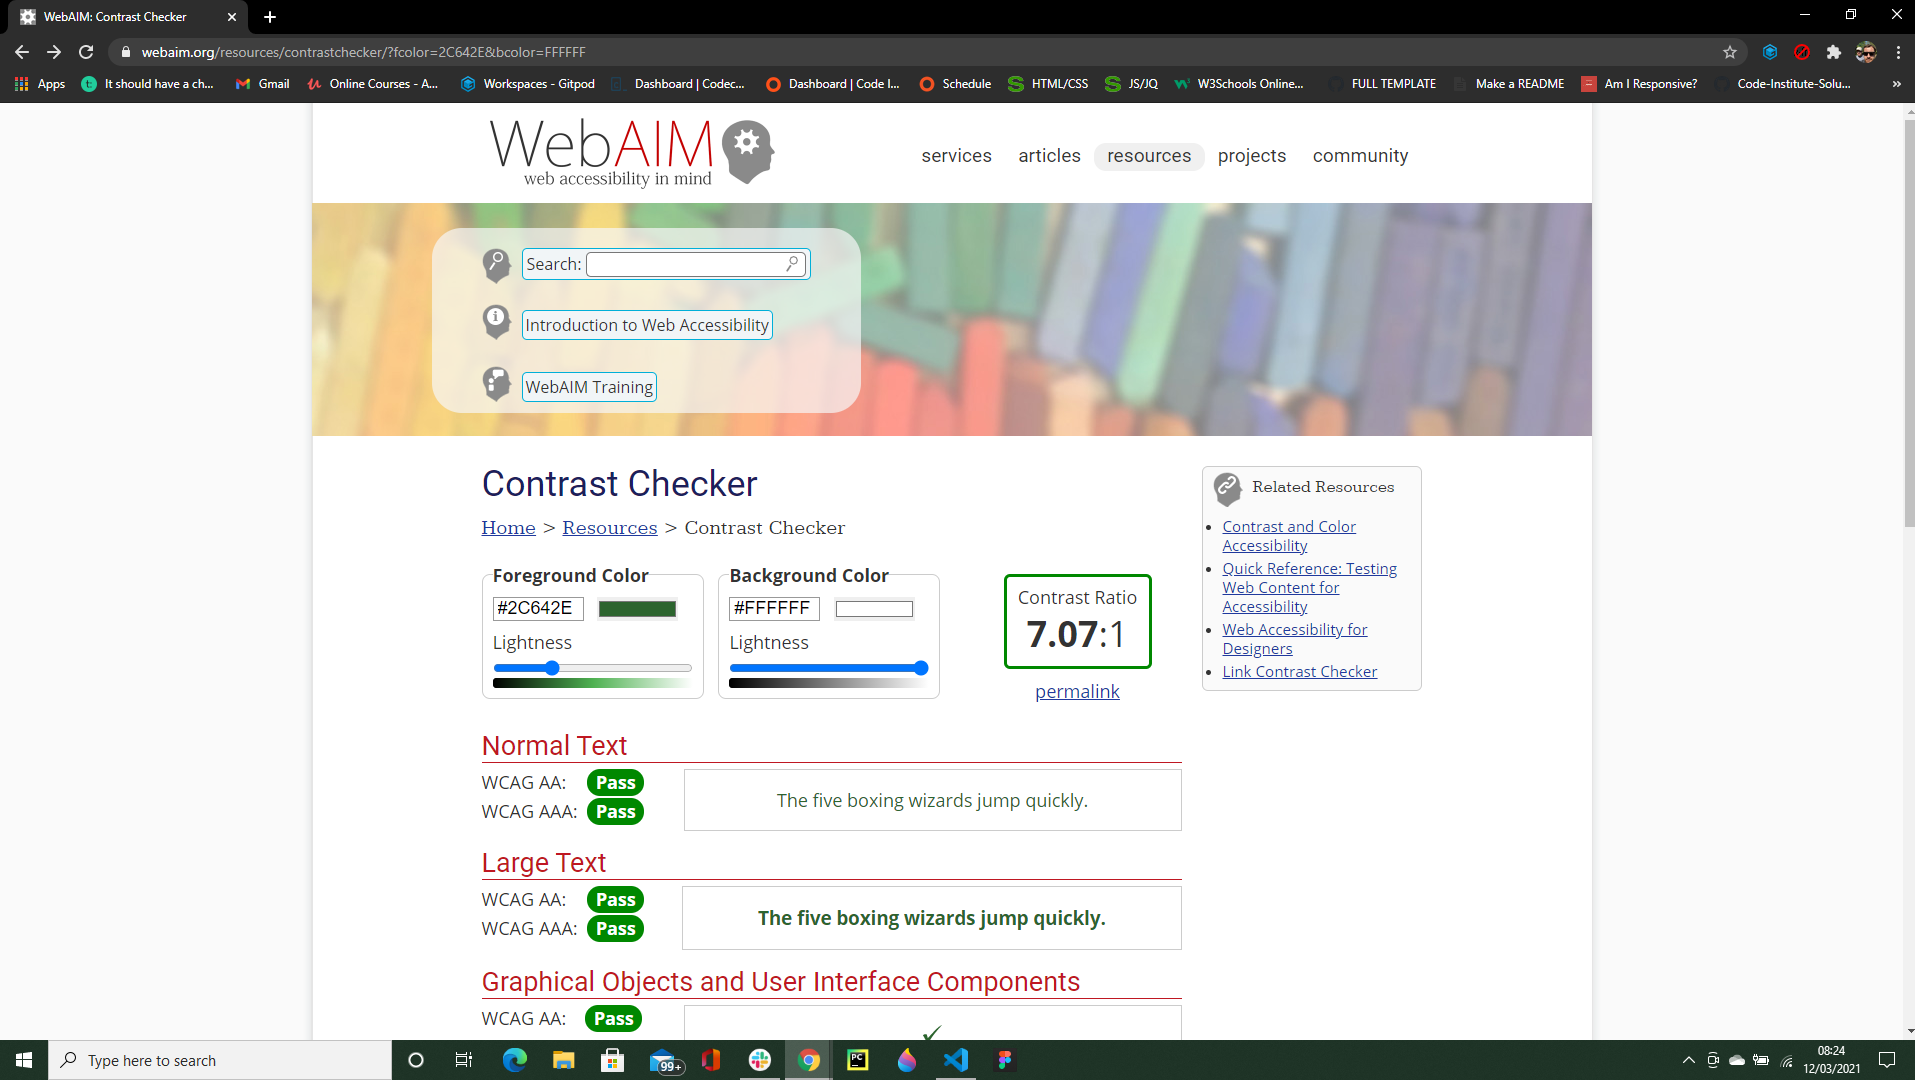 WebAIM: Contrast Checker
webaim.org/resources/contrastchecker/?fcolor=2C642E&bcolor=FFFFFF
Apps It should have a ch... Gmail Online Courses - A... Workspaces - Gitpod Dashboard | Codec... Dashboard | Code I... Schedule HTML/CSS JS/JQ W3Schools Online... FULL TEMPLATE Make a README Am I Responsive? Code-Institute-Solu... »
WebAIM
web accessibility in mind
services articles resources projects community
Search:
Introduction to Web Accessibility
WebAIM Training
Contrast Checker
Home > Resources > Contrast Checker
Foreground Color
#2C642E
Lightness
Background Color
#FFFFFF
Lightness
Contrast Ratio
7.07:1
permalink
Related Resources
Contrast and Color
Accessibility
Quick Reference: Testing
Web Content for
Accessibility
Web Accessibility for
Designers
Link Contrast Checker
Normal Text
WCAG AA: Pass
WCAG AAA: Pass
The five boxing wizards jump quickly.
Large Text
WCAG AA: Pass
WCAG AAA: Pass
The five boxing wizards jump quickly.
Graphical Objects and User Interface Components
WCAG AA: Pass
Type here to search
99+
PC
08:24
12/03/2021